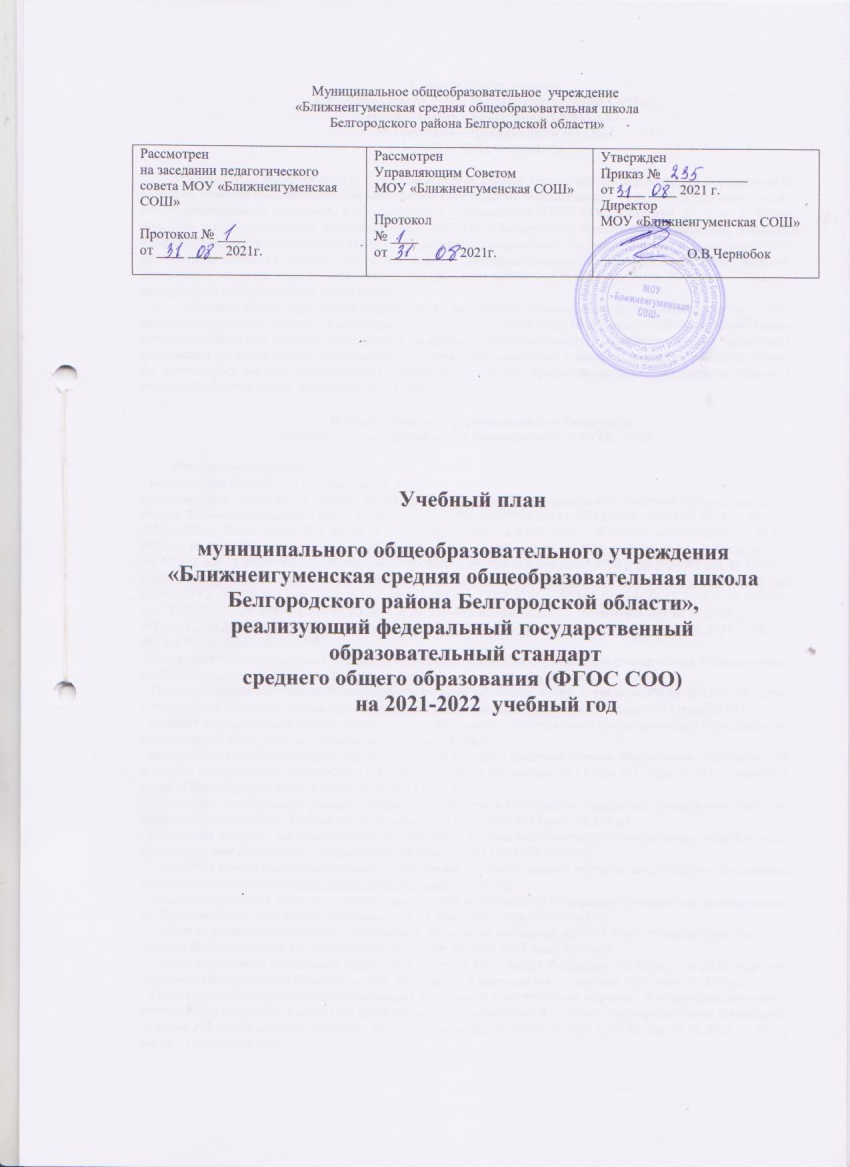 Муниципальное общеобразовательное учреждение
«Ближнеигуменская средняя общеобразовательная школа
Белгородского района Белгородской области»
Рассмотрен
на заседании педагогического
совета МОУ «Ближнеигуменская
СОШ»
Протокол № 1
от 31 08 2021г.
Рассмотрен
Управляющим Советом
МОУ «Ближнеигуменская СОШ»
Протокол
№ 1
от 31 08 2021г.
Утвержден
Приказ № 235
от 31 08 2021 г.
Директор
МОУ «Ближнеигуменская СОШ»
О.В.Чернобок
МОУ
«Ближнеигуменская
СОШ»
Учебный план
муниципального общеобразовательного учреждения
«Ближнеигуменская средняя общеобразовательная школа
Белгородского района Белгородской области»,
реализующий федеральный государственный
образовательный стандарт
среднего общего образования (ФГОС СОО)
на 2021-2022 учебный год